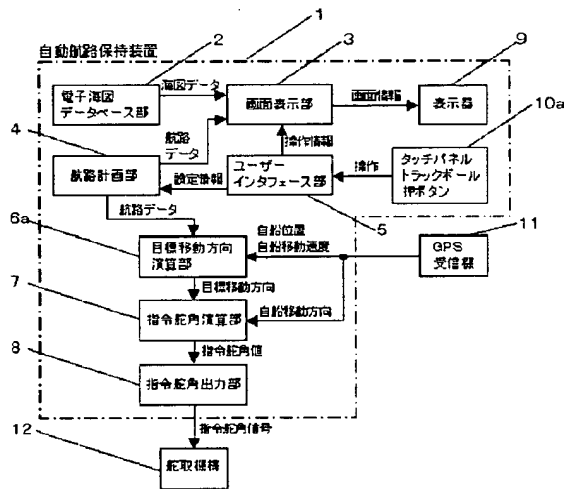 1
自動航路保持装置
2
3
9
電子海図
データベース部
海図データ
画面表示部
画面情報
表示器
4
航路
データ
操作情報
10a
航路計画部
設定情報
ユーザー
インタフェース部
操作
タッチパネル
トラックボール
押ボタン
5
航路データ
6a
目標移動方向
演算部
自船位置
自船移動速度
11
GPS
受信機
目標移動方向
7
指令舵角演算部
自船移動方向
指令舵角値
8
指令舵角出力部
指令舵角信号
12
舵取機構